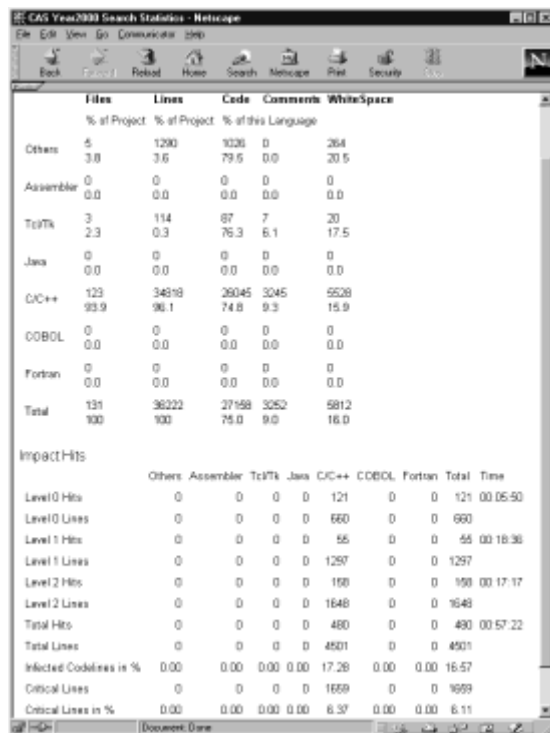 CAS Year2000 Search Statistics - Netscape
File Edit View Go Communicator Help
Back Reload Home Search Netscape Print Security
Files Lines Code Comments WhiteSpace
% of Project % of Project % of this Language
Others 5 1290 1026 0 264
3.8 3.6 79.5 0.0 20.5
Assembler 0 0 0 0 0
0.0 0.0 0.0 0.0 0.0
Tcl/Tk 3 114 87 7 20
2.3 0.3 76.3 6.1 17.5
Java 0 0 0 0 0
0.0 0.0 0.0 0.0 0.0
C/C++ 123 34818 26045 3245 5528
93.9 96.1 74.8 9.3 15.9
COBOL 0 0 0 0 0
0.0 0.0 0.0 0.0 0.0
Fortran 0 0 0 0 0
0.0 0.0 0.0 0.0 0.0
Total 131 36222 27158 3252 5812
100 100 75.0 9.0 16.0
Impact Hits
Others Assembler Tcl/Tk Java C/C++ COBOL Fortran Total Time
Level 0 Hits 0 0 0 0 121 0 0 121 00:05:50
Level 0 Lines 0 0 0 0 660 0 0 660
Level 1 Hits 0 0 0 0 55 0 0 55 00:18:36
Level 1 Lines 0 0 0 0 1297 0 0 1297
Level 2 Hits 0 0 0 0 158 0 0 158 00:17:17
Level 2 Lines 0 0 0 0 1648 0 0 1648
Total Hits 0 0 0 0 480 0 0 480 00:57:22
Total Lines 0 0 0 0 4501 0 0 4501
Infected Codelines in % 0.00 0.00 0.00 0.00 17.28 0.00 0.00 16.57
Critical Lines 0 0 0 0 1659 0 0 1659
Critical Lines in % 0.00 0.00 0.00 0.00 6.37 0.00 0.00 6.11
Document: Done